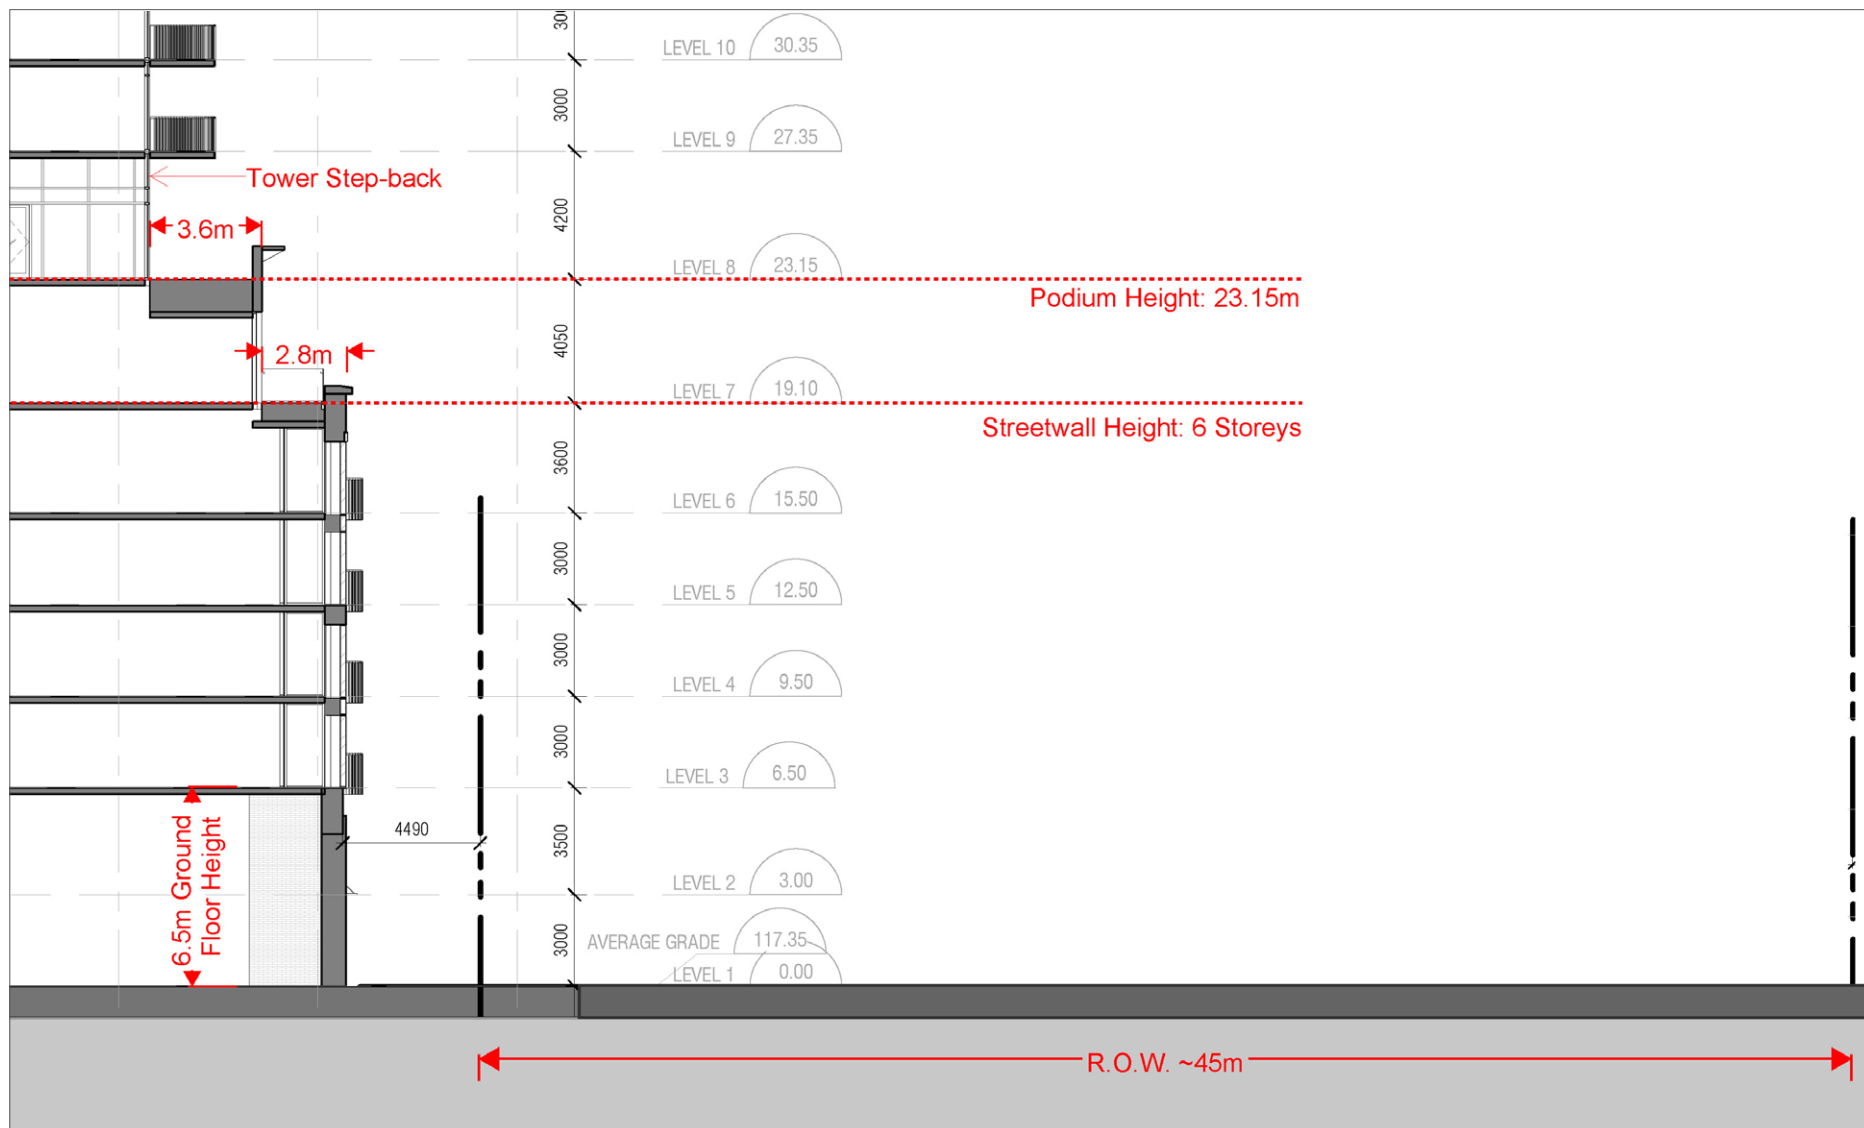 300
LEVEL 10 30.35
3000
LEVEL 9 27.35
Tower Step-back
4200
3.6m
LEVEL 8 23.15
Podium Height: 23.15m
4050
2.8m
LEVEL 7 19.10
Streetwall Height: 6 Storeys
3600
LEVEL 6 15.50
3000
LEVEL 5 12.50
3000
LEVEL 4 9.50
3000
LEVEL 3 6.50
4490
3500
6.5m Ground
Floor Height
LEVEL 2 3.00
3000
AVERAGE GRADE 117.35
LEVEL 1 0.00
R.O.W. ~45m